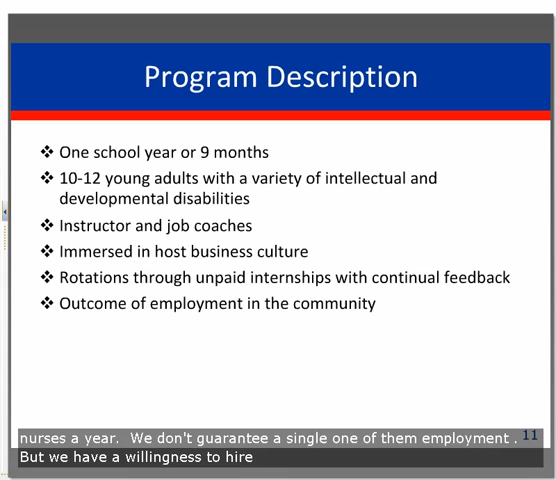 Program Description
❖ One school year or 9 months
❖ 10-12 young adults with a variety of intellectual and
developmental disabilities
❖ Instructor and job coaches
❖ Immersed in host business culture
❖ Rotations through unpaid internships with continual feedback
❖ Outcome of employment in the community
nurses a year.  We don't guarantee a single one of them employment . 11
But we have a willingness to hire